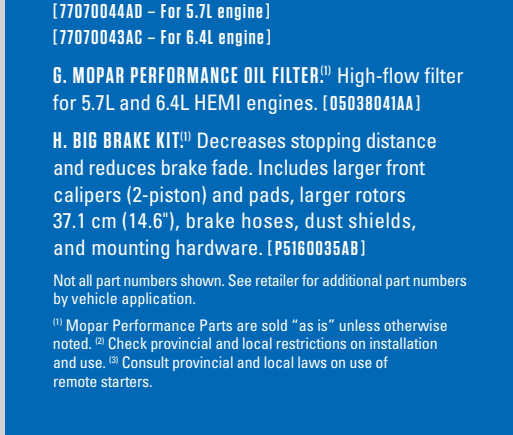 [77070044AD – For 5.7L engine]
[77070043AC – For 6.4L engine]
G. MOPAR PERFORMANCE OIL FILTER.(1) High-flow filter
for 5.7L and 6.4L HEMI engines. [05038041AA]
H. BIG BRAKE KIT.(1) Decreases stopping distance
and reduces brake fade. Includes larger front
calipers (2-piston) and pads, larger rotors
37.1 cm (14.6"), brake hoses, dust shields,
and mounting hardware. [P5160035AB]
Not all part numbers shown. See retailer for additional part numbers
by vehicle application.
(1) Mopar Performance Parts are sold “as is” unless otherwise
noted. (2) Check provincial and local restrictions on installation
and use. (3) Consult provincial and local laws on use of
remote starters.